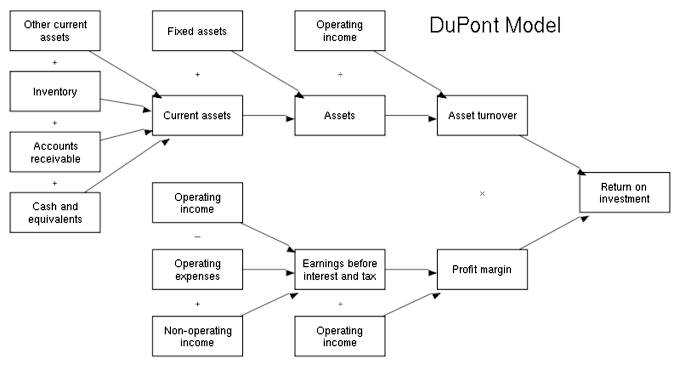 DuPont Model
Other current
assets
+
Inventory
+
Accounts
receivable
+
Cash and
equivalents
Fixed assets
+
Current assets
Operating
income
÷
Assets
Asset turnover
×
Return on
investment
Operating
income
–
Operating
expenses
+
Non-operating
income
Earnings before
interest and tax
÷
Operating
income
Profit margin